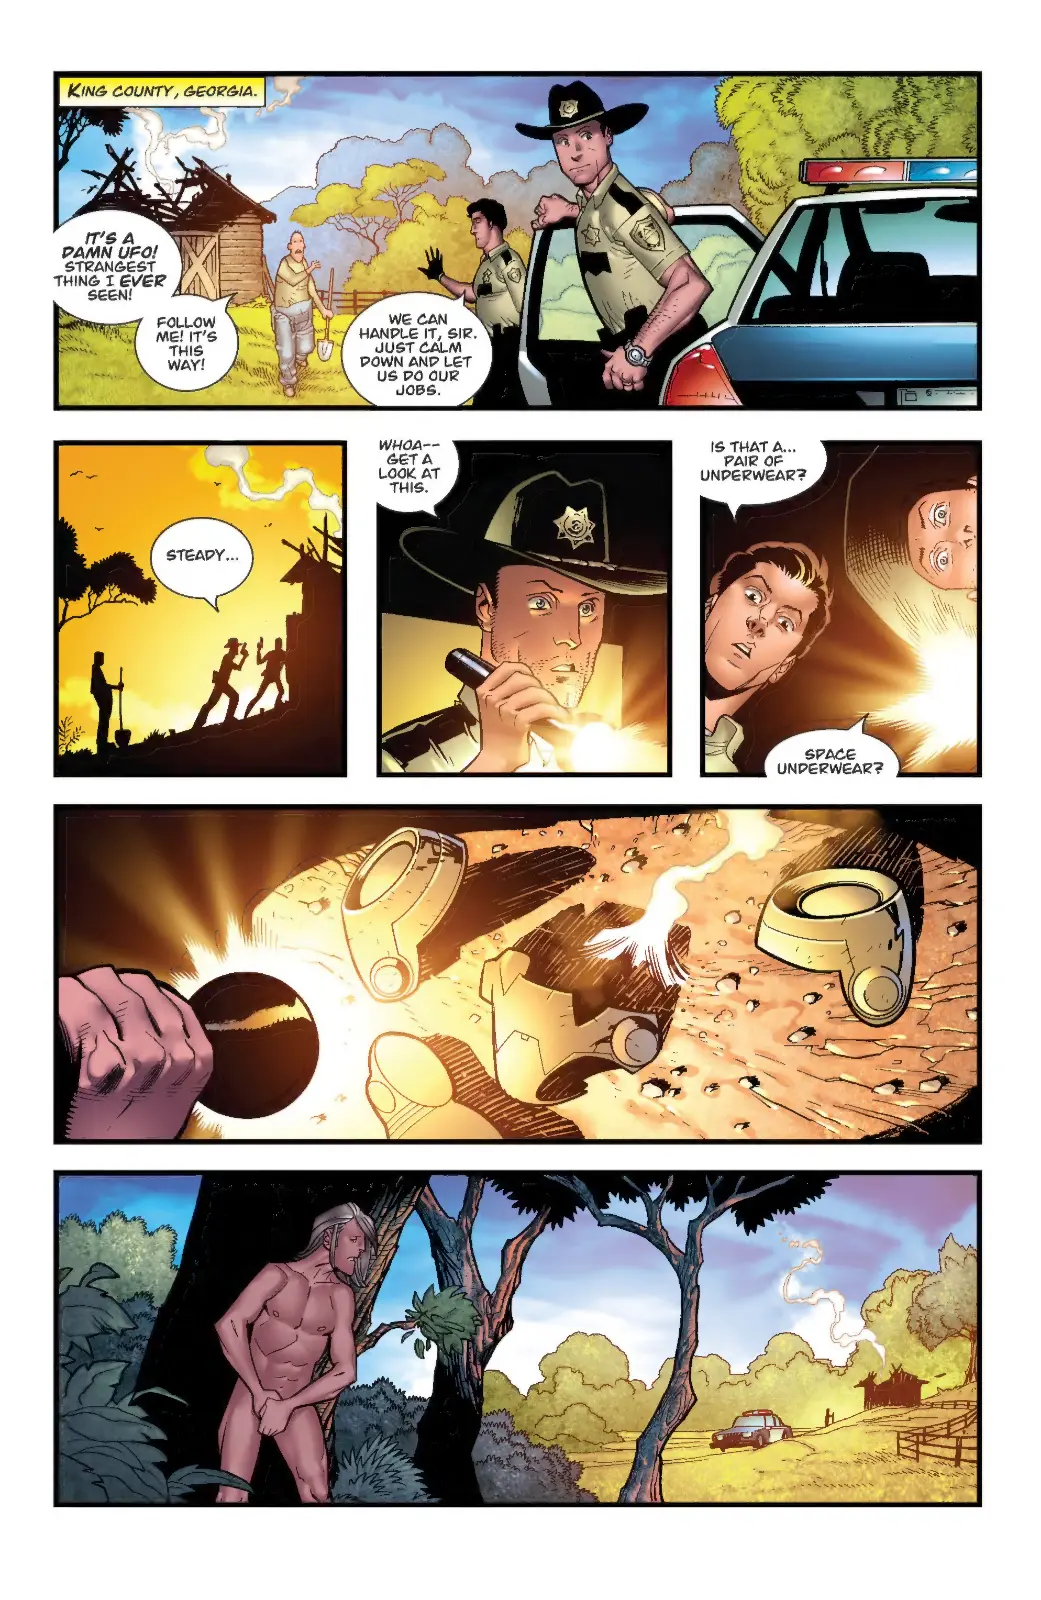 KING COUNTY, GEORGIA.
IT'S A
DAMN UFO!
STRANGEST
THING I EVER
SEEN!
FOLLOW
ME! IT'S
THIS
WAY!
WE CAN
HANDLE IT, SIR.
JUST CALM
DOWN AND LET
US DO OUR
JOBS.
STEADY...
WHOA--
GET A
LOOK AT
THIS.
IS THAT A...
PAIR OF
UNDERWEAR?
SPACE
UNDERWEAR?